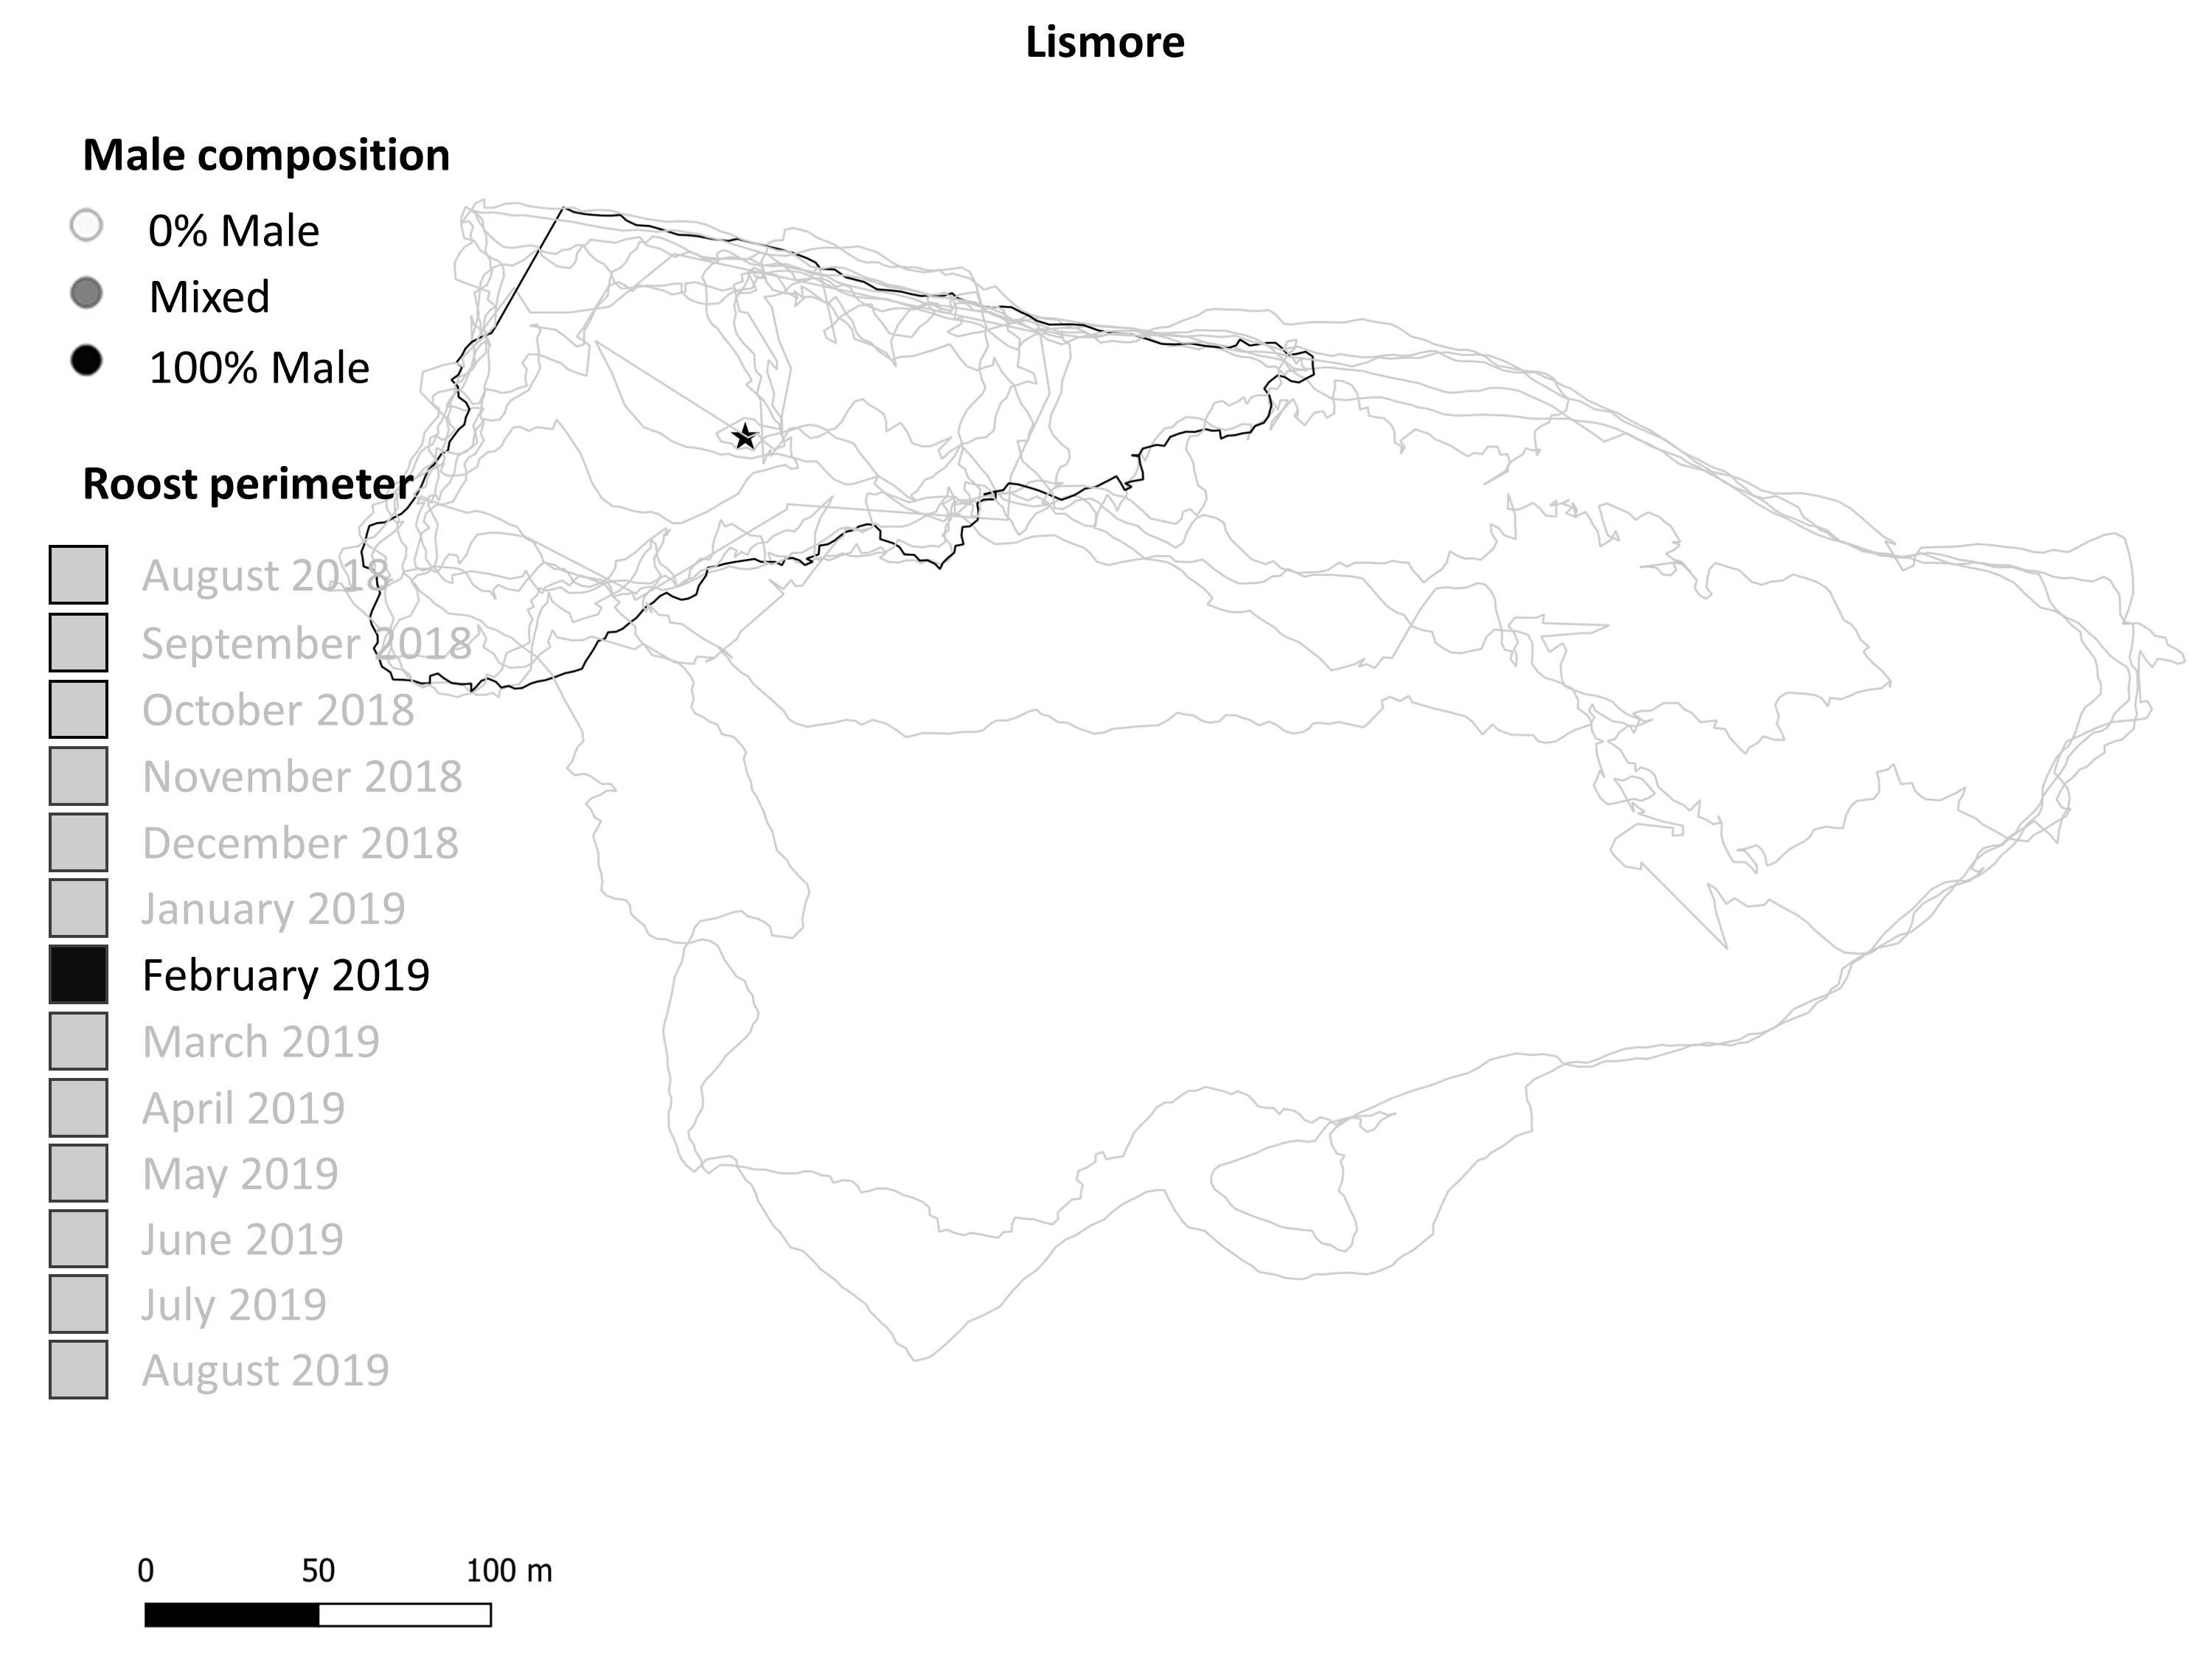 Lismore
Male composition
0% Male
Mixed
100% Male
Roost perimeter
August 2018
September 2018
October 2018
November 2018
December 2018
January 2019
February 2019
March 2019
April 2019
May 2019
June 2019
July 2019
August 2019
0 50 100 m